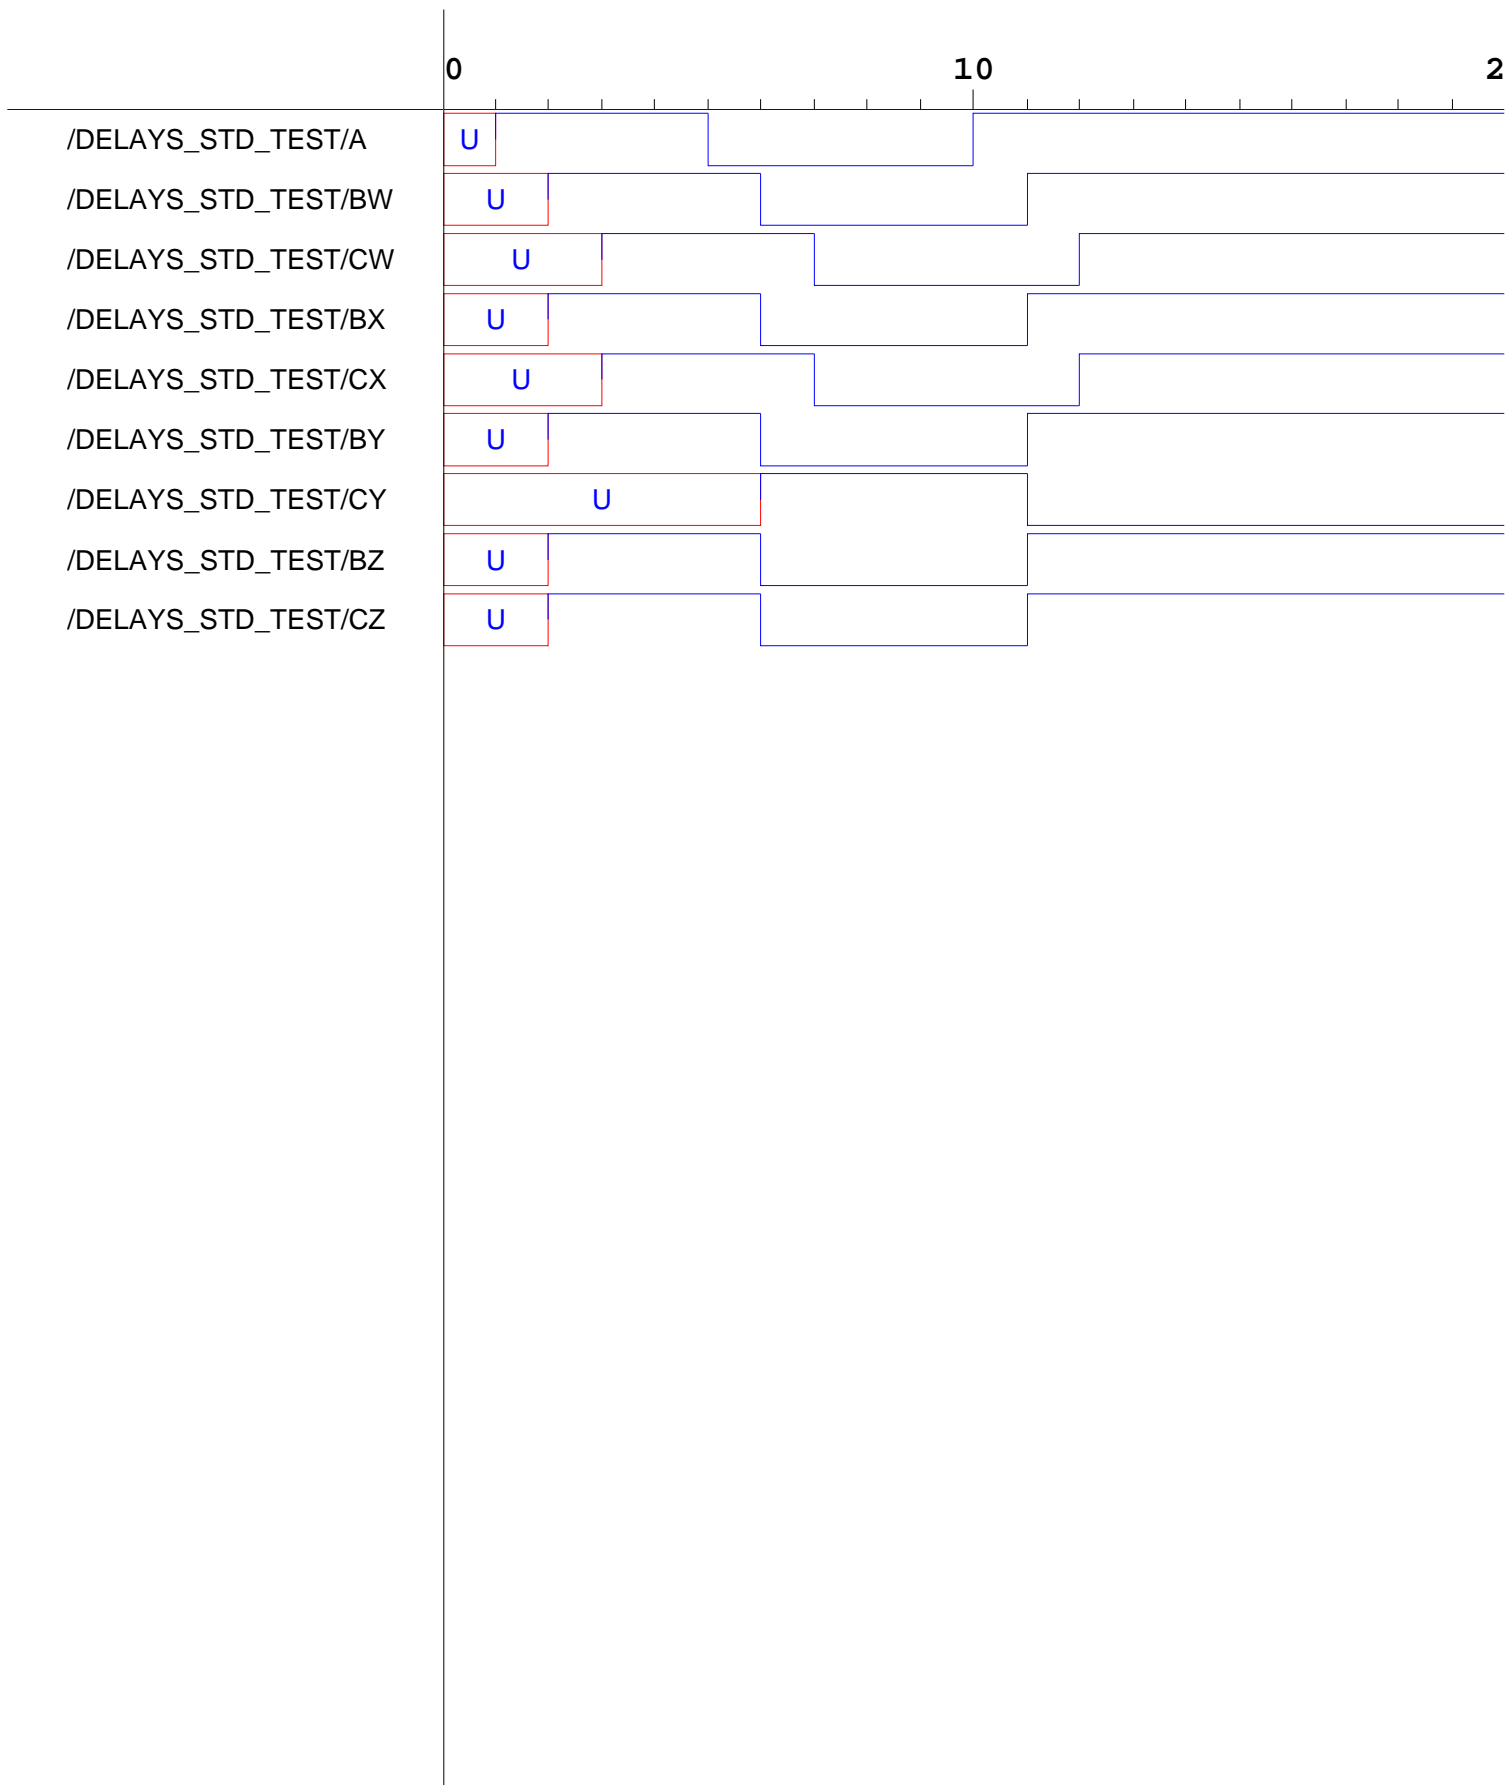 0 10 2
/DELAYS_STD_TEST/A U
/DELAYS_STD_TEST/BW U
/DELAYS_STD_TEST/CW U
/DELAYS_STD_TEST/BX U
/DELAYS_STD_TEST/CX U
/DELAYS_STD_TEST/BY U
/DELAYS_STD_TEST/CY U
/DELAYS_STD_TEST/BZ U
/DELAYS_STD_TEST/CZ U